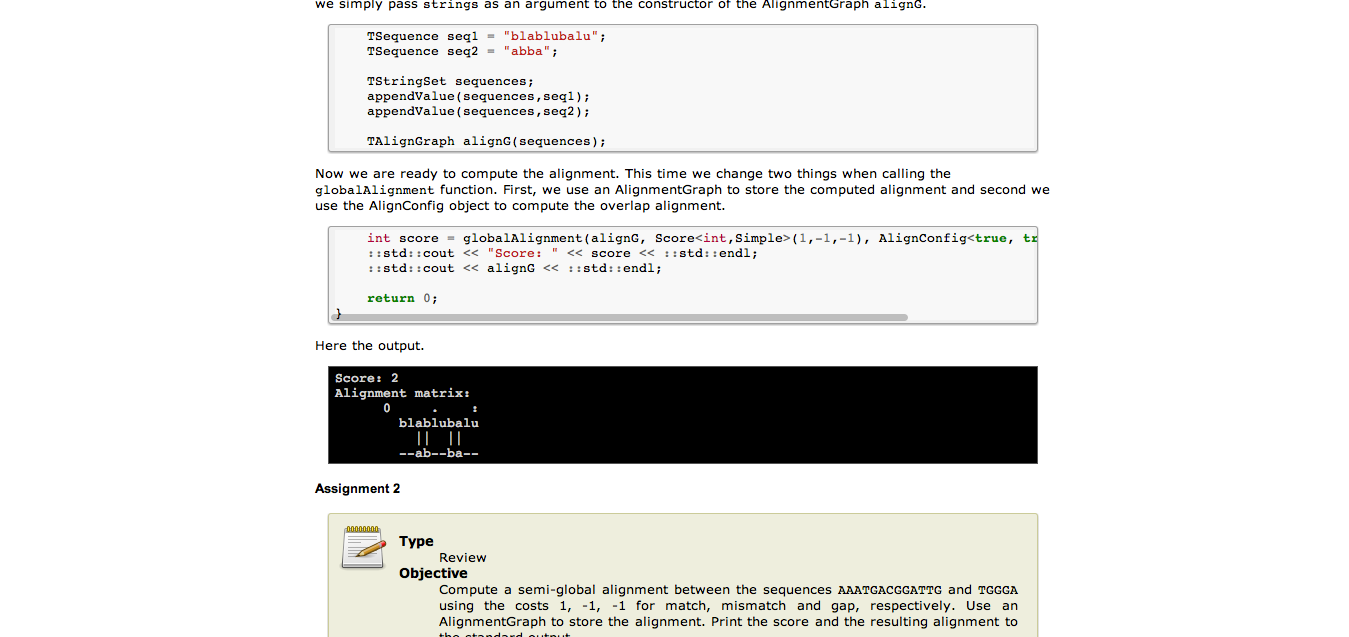 we simply pass strings as an argument to the constructor of the AlignmentGraph alignG.
TSequence seq1 = "blablubalu";
TSequence seq2 = "abba";
TStringSet sequences;
appendValue(sequences,seq1);
appendValue(sequences,seq2);
TAlignGraph alignG(sequences);
Now we are ready to compute the alignment. This time we change two things when calling the
globalAlignment function. First, we use an AlignmentGraph to store the computed alignment and second we
use the AlignConfig object to compute the overlap alignment.
int score = globalAlignment(alignG, Score<int,Simple>(1,-1,-1), AlignConfig<true, tr
::std::cout << "Score: " << score << ::std::endl;
::std::cout << alignG << ::std::endl;
return 0;
}
Here the output.
Score: 2
Alignment matrix:
0     .    :
blablubalu
||  ||
--ab--ba--
Assignment 2
Type
Review
Objective
Compute a semi-global alignment between the sequences AAATGACGGATTG and TGGGA
using the costs 1, -1, -1 for match, mismatch and gap, respectively. Use an
AlignmentGraph to store the alignment. Print the score and the resulting alignment to
the standard output.